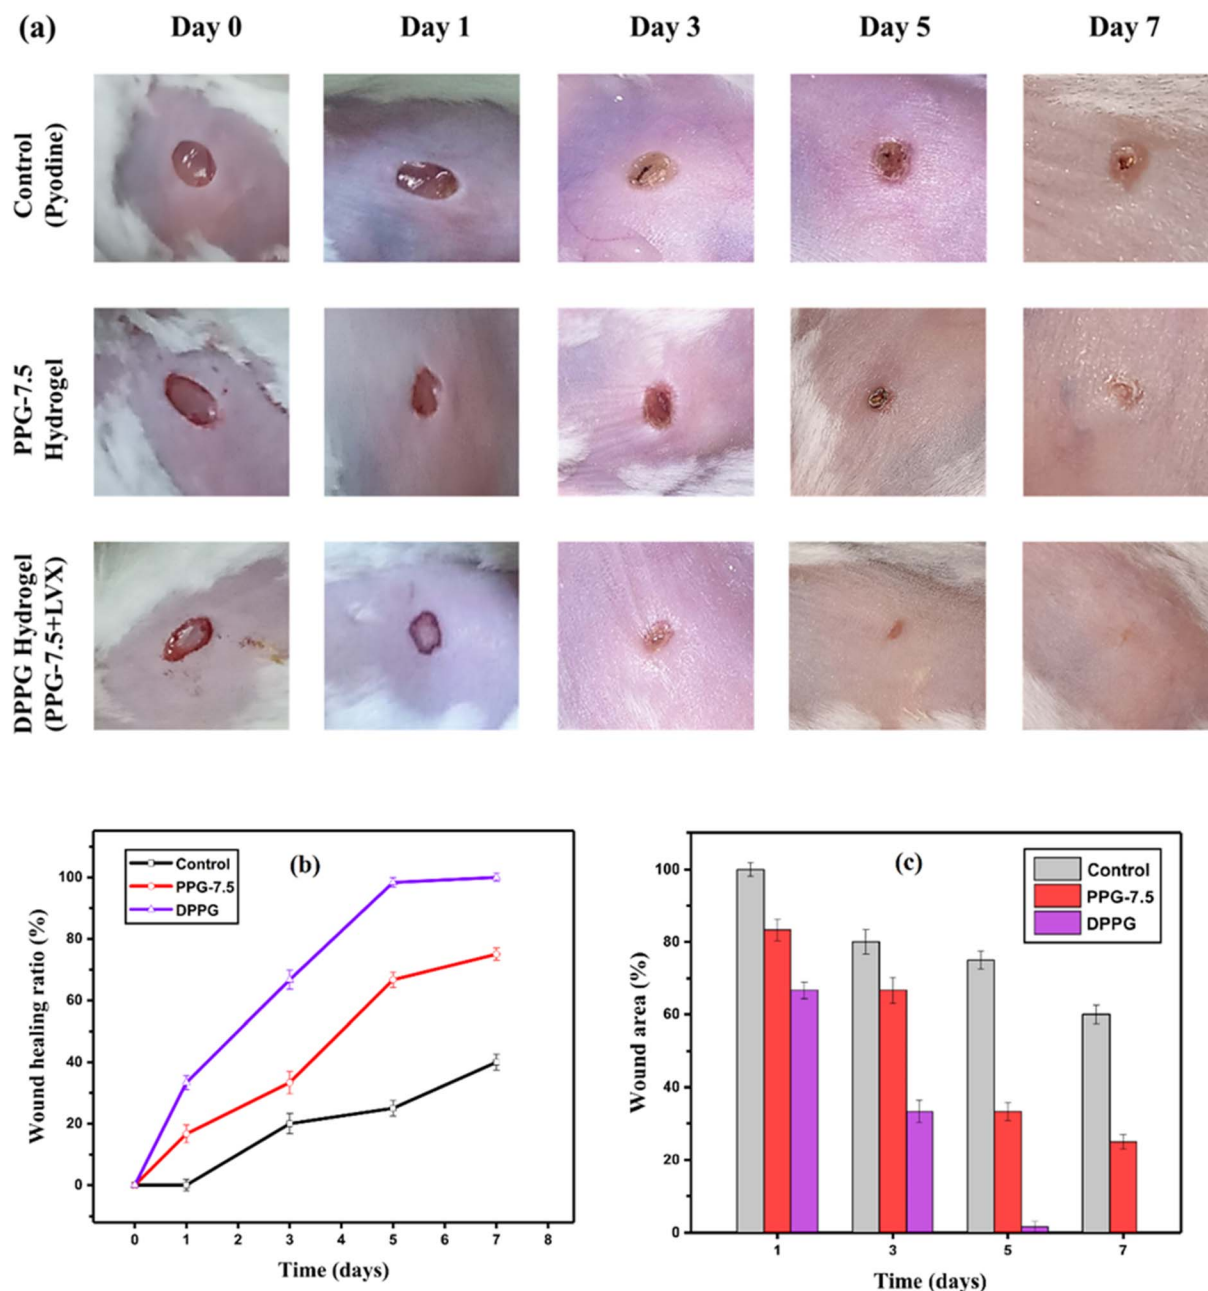 (a) Day 0 Day 1 Day 3 Day 5 Day 7
Control
(Pyodine)
PPG-7.5
Hydrogel
DPPG Hydrogel
(PPG-7.5+LVX)
(b)
Control
PPG-7.5
DPPG
Wound healing ratio (%)
100
80
60
40
20
0
0 1 2 3 4 5 6 7 8
Time (days)
(c)
Control
PPG-7.5
DPPG
Wound area (%)
100
80
60
40
20
0
1 3 5 7
Time (days)